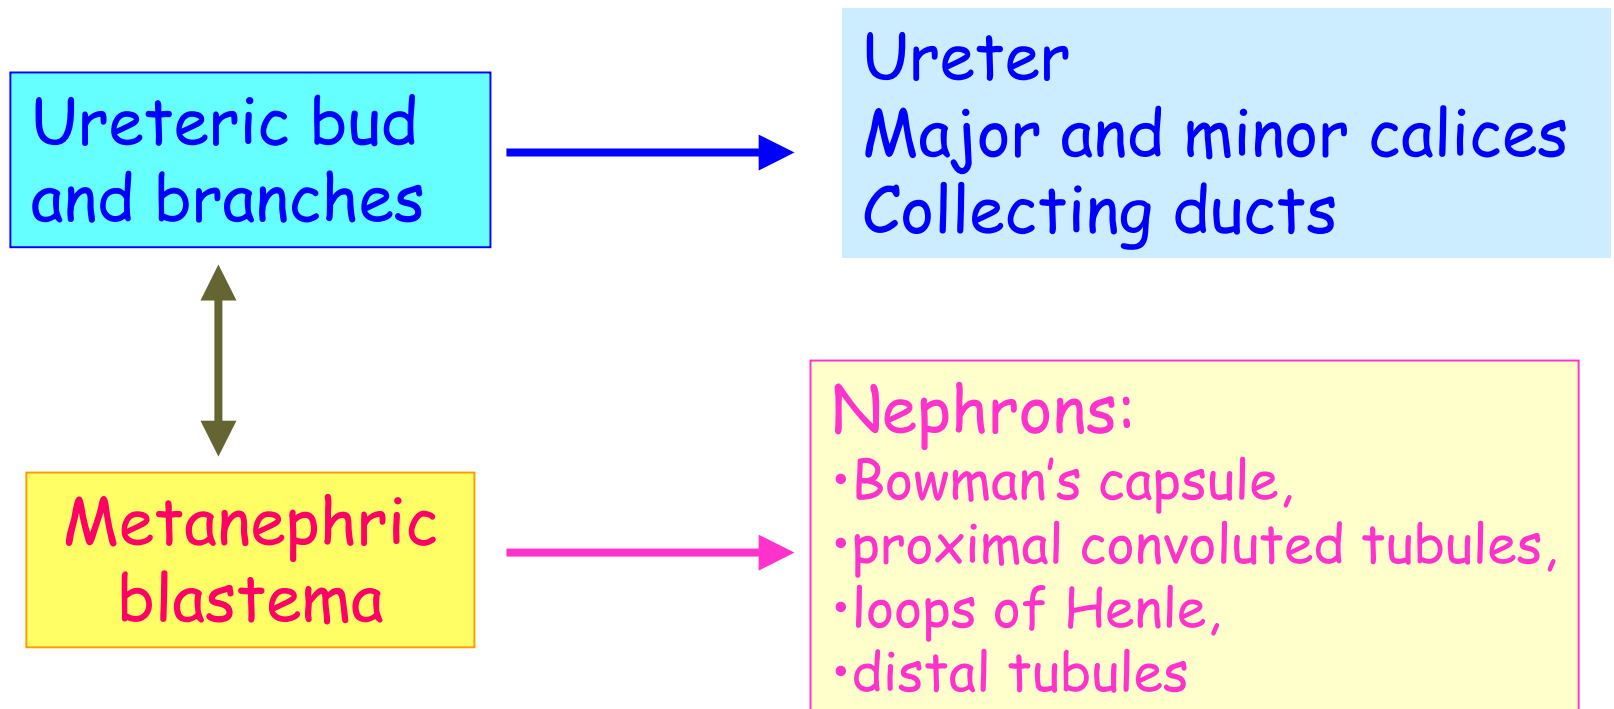 Ureteric bud
and branches
Ureter
Major and minor calices
Collecting ducts
Metanephric
blastema
Nephrons:
•Bowman’s capsule,
•proximal convoluted tubules,
•loops of Henle,
•distal tubules